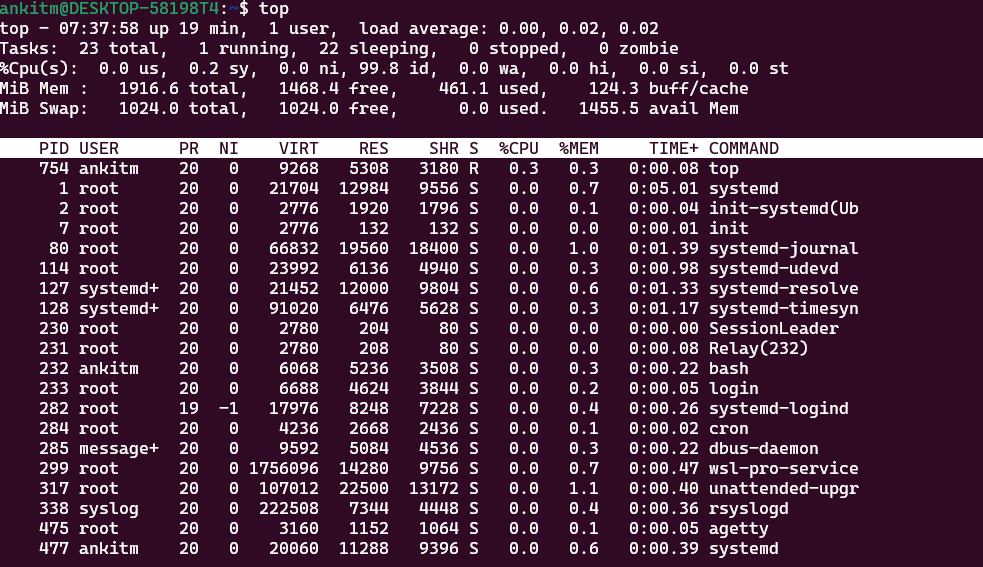 ankitm@DESKTOP-58198T4:~$ top
top - 07:37:58 up 19 min,  1 user,  load average: 0.00, 0.02, 0.02
Tasks:  23 total,   1 running,  22 sleeping,   0 stopped,   0 zombie
%Cpu(s):  0.0 us,  0.2 sy,  0.0 ni, 99.8 id,  0.0 wa,  0.0 hi,  0.0 si,  0.0 st
MiB Mem :   1916.6 total,   1468.4 free,    461.1 used,    124.3 buff/cache
MiB Swap:   1024.0 total,   1024.0 free,      0.0 used.   1455.5 avail Mem
    PID USER      PR  NI    VIRT    RES    SHR S  %CPU  %MEM     TIME+ COMMAND
    754 ankitm    20   0    9268   5308   3180 R   0.3   0.3   0:00.08 top
      1 root      20   0   21704  12984   9556 S   0.0   0.7   0:05.01 systemd
      2 root      20   0    2776   1920   1796 S   0.0   0.1   0:00.04 init-systemd(Ub
      7 root      20   0    2776    132    132 S   0.0   0.0   0:00.01 init
     80 root      20   0   66832  19560  18400 S   0.0   1.0   0:01.39 systemd-journal
    114 root      20   0   23992   6136   4940 S   0.0   0.3   0:00.98 systemd-udevd
    127 systemd+  20   0   21452  12000   9804 S   0.0   0.6   0:01.33 systemd-resolve
    128 systemd+  20   0   91020   6476   5628 S   0.0   0.3   0:01.17 systemd-timesyn
    230 root      20   0    2780    204     80 S   0.0   0.0   0:00.00 SessionLeader
    231 root      20   0    2780    208     80 S   0.0   0.0   0:00.08 Relay(232)
    232 ankitm    20   0    6068   5236   3508 S   0.0   0.3   0:00.22 bash
    233 root      20   0    6688   4624   3844 S   0.0   0.2   0:00.05 login
    282 root      19  -1   17976   8248   7228 S   0.0   0.4   0:00.26 systemd-logind
    284 root      20   0    4236   2668   2436 S   0.0   0.1   0:00.02 cron
    285 message+  20   0    9592   5084   4536 S   0.0   0.3   0:00.22 dbus-daemon
    299 root      20   0 1756096  14280   9756 S   0.0   0.7   0:00.47 wsl-pro-service
    317 root      20   0  107012  22500  13172 S   0.0   1.1   0:00.40 unattended-upgr
    338 syslog    20   0  222508   7344   4448 S   0.0   0.4   0:00.36 rsyslogd
    475 root      20   0    3160   1152   1064 S   0.0   0.1   0:00.05 agetty
    477 ankitm    20   0   20060  11288   9396 S   0.0   0.6   0:00.39 systemd